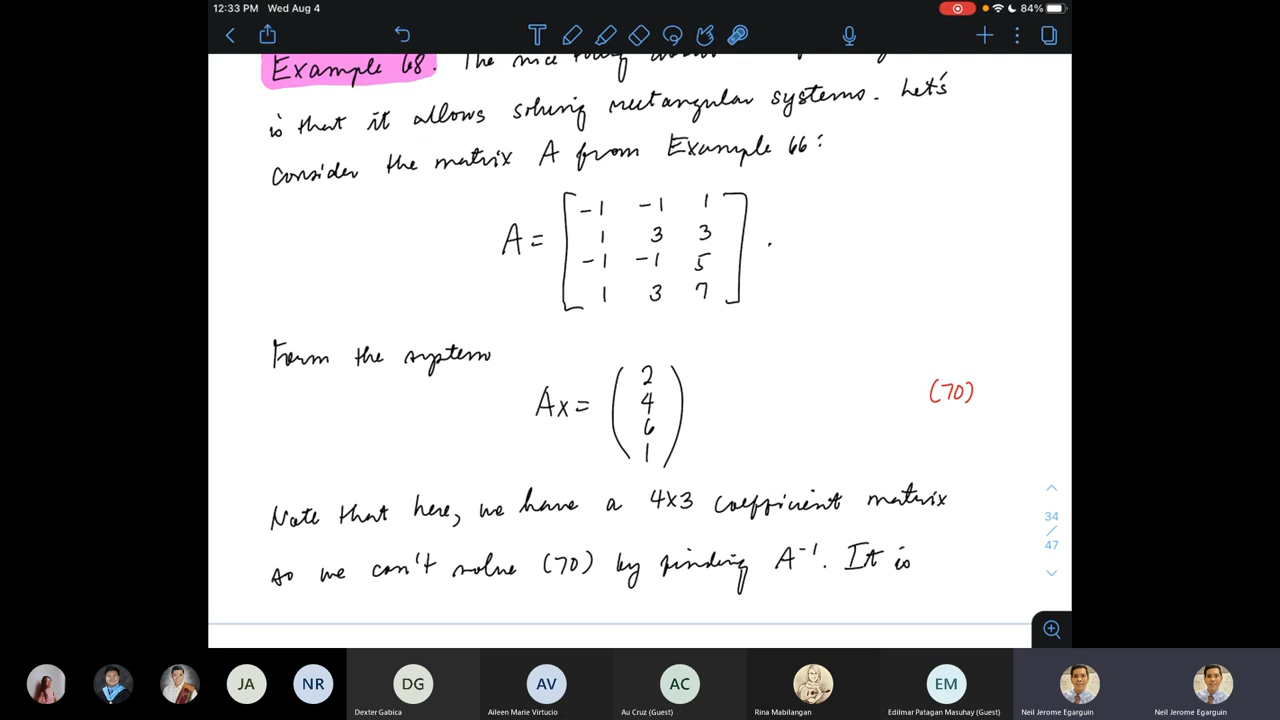 12:33 PM Wed Aug 4
84%
Example 68. The nice thing
is that it allows solving rectangular systems. Let's
consider the matrix A from Example 66:
A = [ -1 -1 1
1 3 3
-1 -1 5
1 3 7 ] .
Form the system
Ax = ( 2
4
6
1 )
(70)
Note that here, we have a 4x3 coefficient matrix
so we can't solve (70) by finding A⁻¹. It is
34
/
47
JA
NR
DG
AV
AC
EM
Dexter Gabica
Aileen Marie Virtucio
Au Cruz (Guest)
Rina Mabilangan
Edilmar Patagan Masuhay (Guest)
Neil Jerome Egarguin
Neil Jerome Egarguin